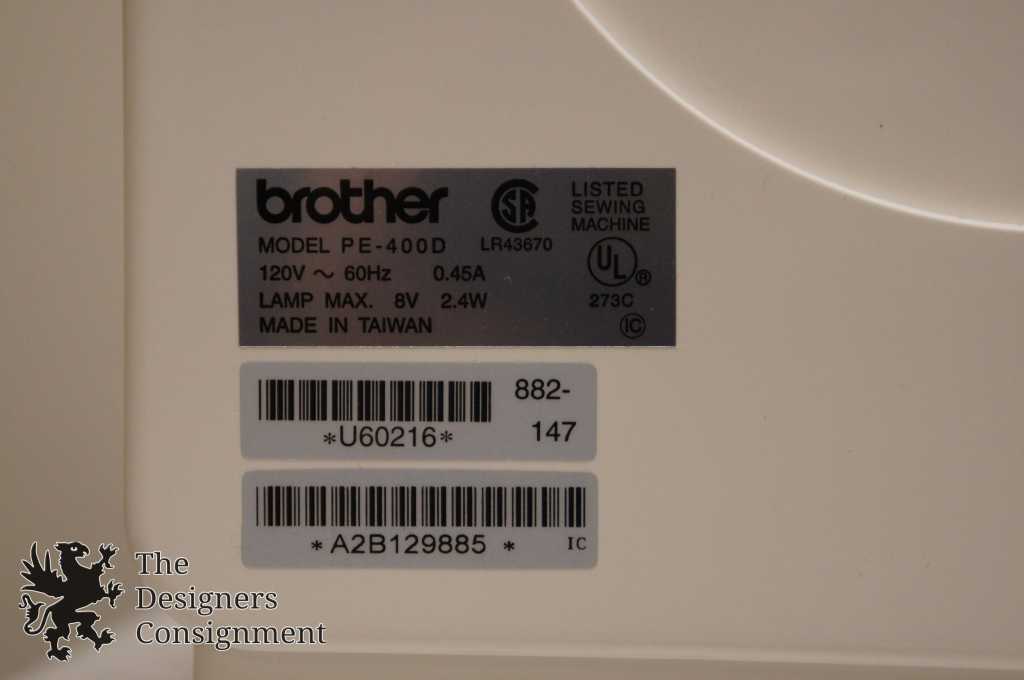 brother
MODEL PE-400D
120V ~ 60Hz 0.45A
LAMP MAX. 8V 2.4W
MADE IN TAIWAN
SA
LR43670
LISTED
SEWING
MACHINE
UL ®
273C
IC
*U60216*
882-
147
*A2B129885 *
IC
The
Designers
Consignment